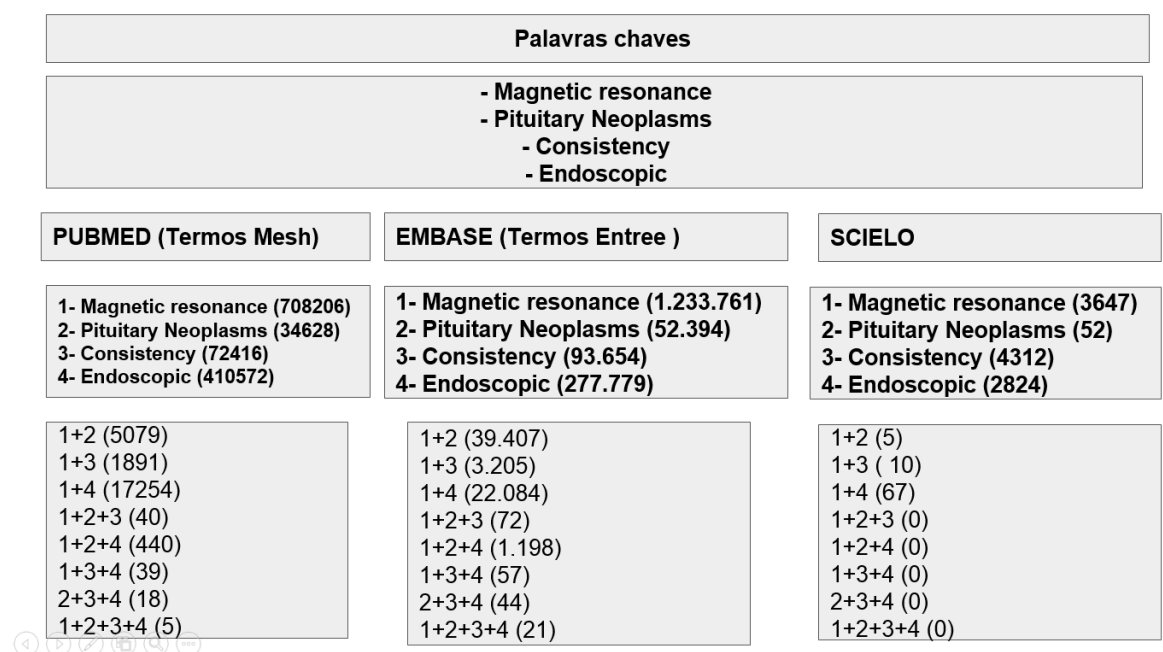 Palavras chaves
- Magnetic resonance
- Pituitary Neoplasms
- Consistency
- Endoscopic
PUBMED (Termos Mesh)
1- Magnetic resonance (708206)
2- Pituitary Neoplasms (34628)
3- Consistency (72416)
4- Endoscopic (410572)
1+2 (5079)
1+3 (1891)
1+4 (17254)
1+2+3 (40)
1+2+4 (440)
1+3+4 (39)
2+3+4 (18)
1+2+3+4 (5)
EMBASE (Termos Entree )
1- Magnetic resonance (1.233.761)
2- Pituitary Neoplasms (52.394)
3- Consistency (93.654)
4- Endoscopic (277.779)
1+2 (39.407)
1+3 (3.205)
1+4 (22.084)
1+2+3 (72)
1+2+4 (1.198)
1+3+4 (57)
2+3+4 (44)
1+2+3+4 (21)
SCIELO
1- Magnetic resonance (3647)
2- Pituitary Neoplasms (52)
3- Consistency (4312)
4- Endoscopic (2824)
1+2 (5)
1+3 ( 10)
1+4 (67)
1+2+3 (0)
1+2+4 (0)
1+3+4 (0)
2+3+4 (0)
1+2+3+4 (0)